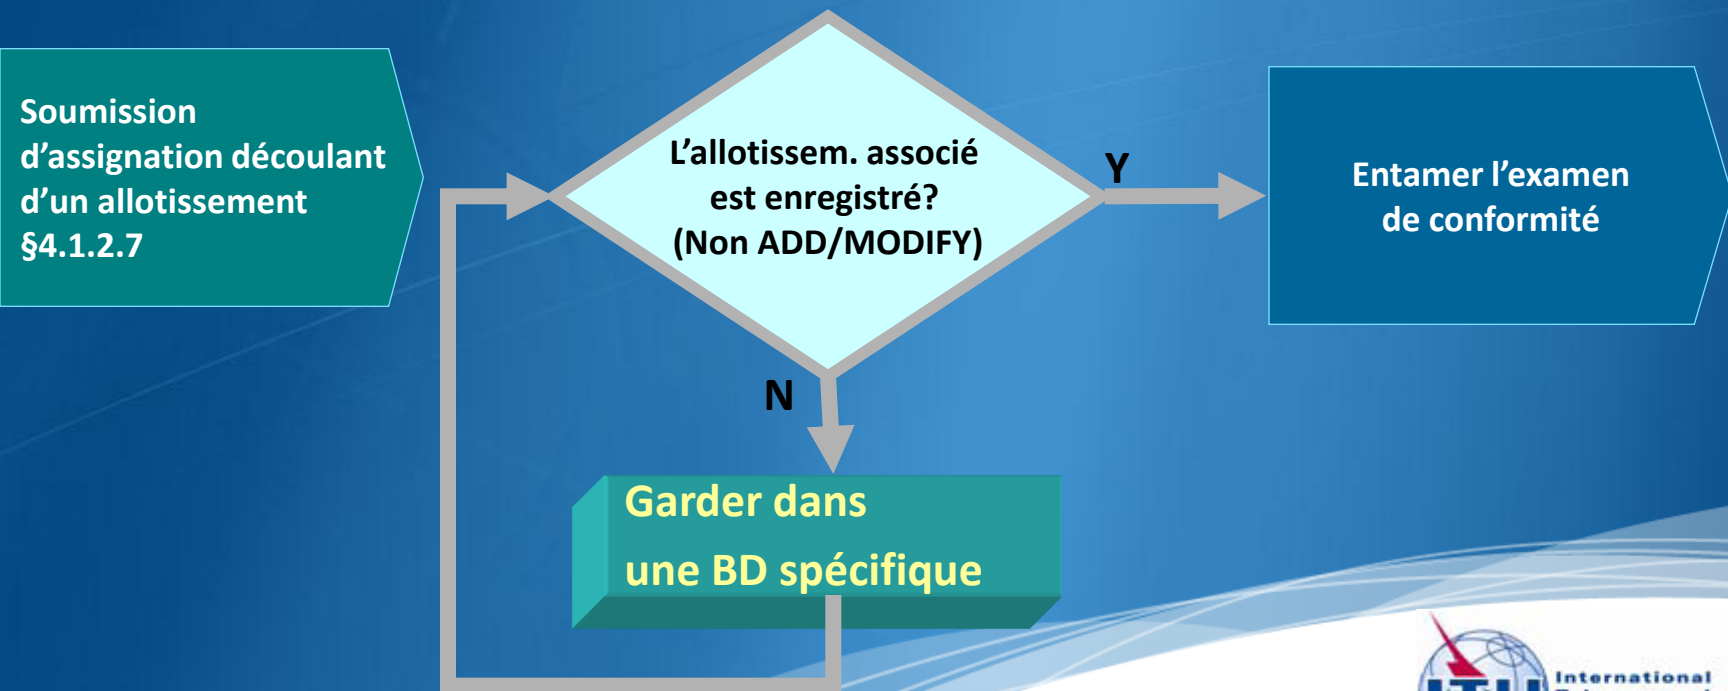 Soumission
d’assignation découlant
d’un allotissement
§4.1.2.7
L’allotissem. associé
est enregistré?
(Non ADD/MODIFY)
Y
Entamer l’examen
de conformité
N
Garder dans
une BD spécifique
International